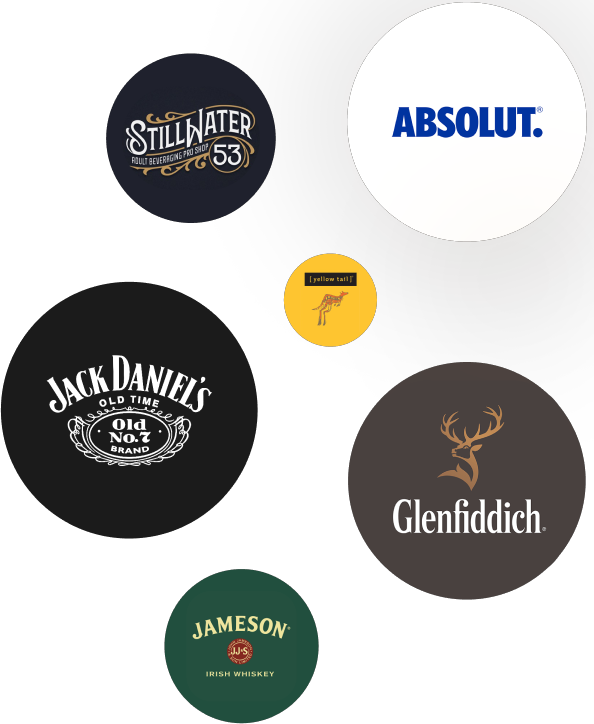 STILLWATER
ADULT BEVERAGING PRO SHOP
53
ABSOLUT.®
[yellow tail]®
JACK DANIEL'S
OLD TIME
Old
No.7
BRAND
Glenfiddich®
JAMESON®
JJ&S
IRISH WHISKEY